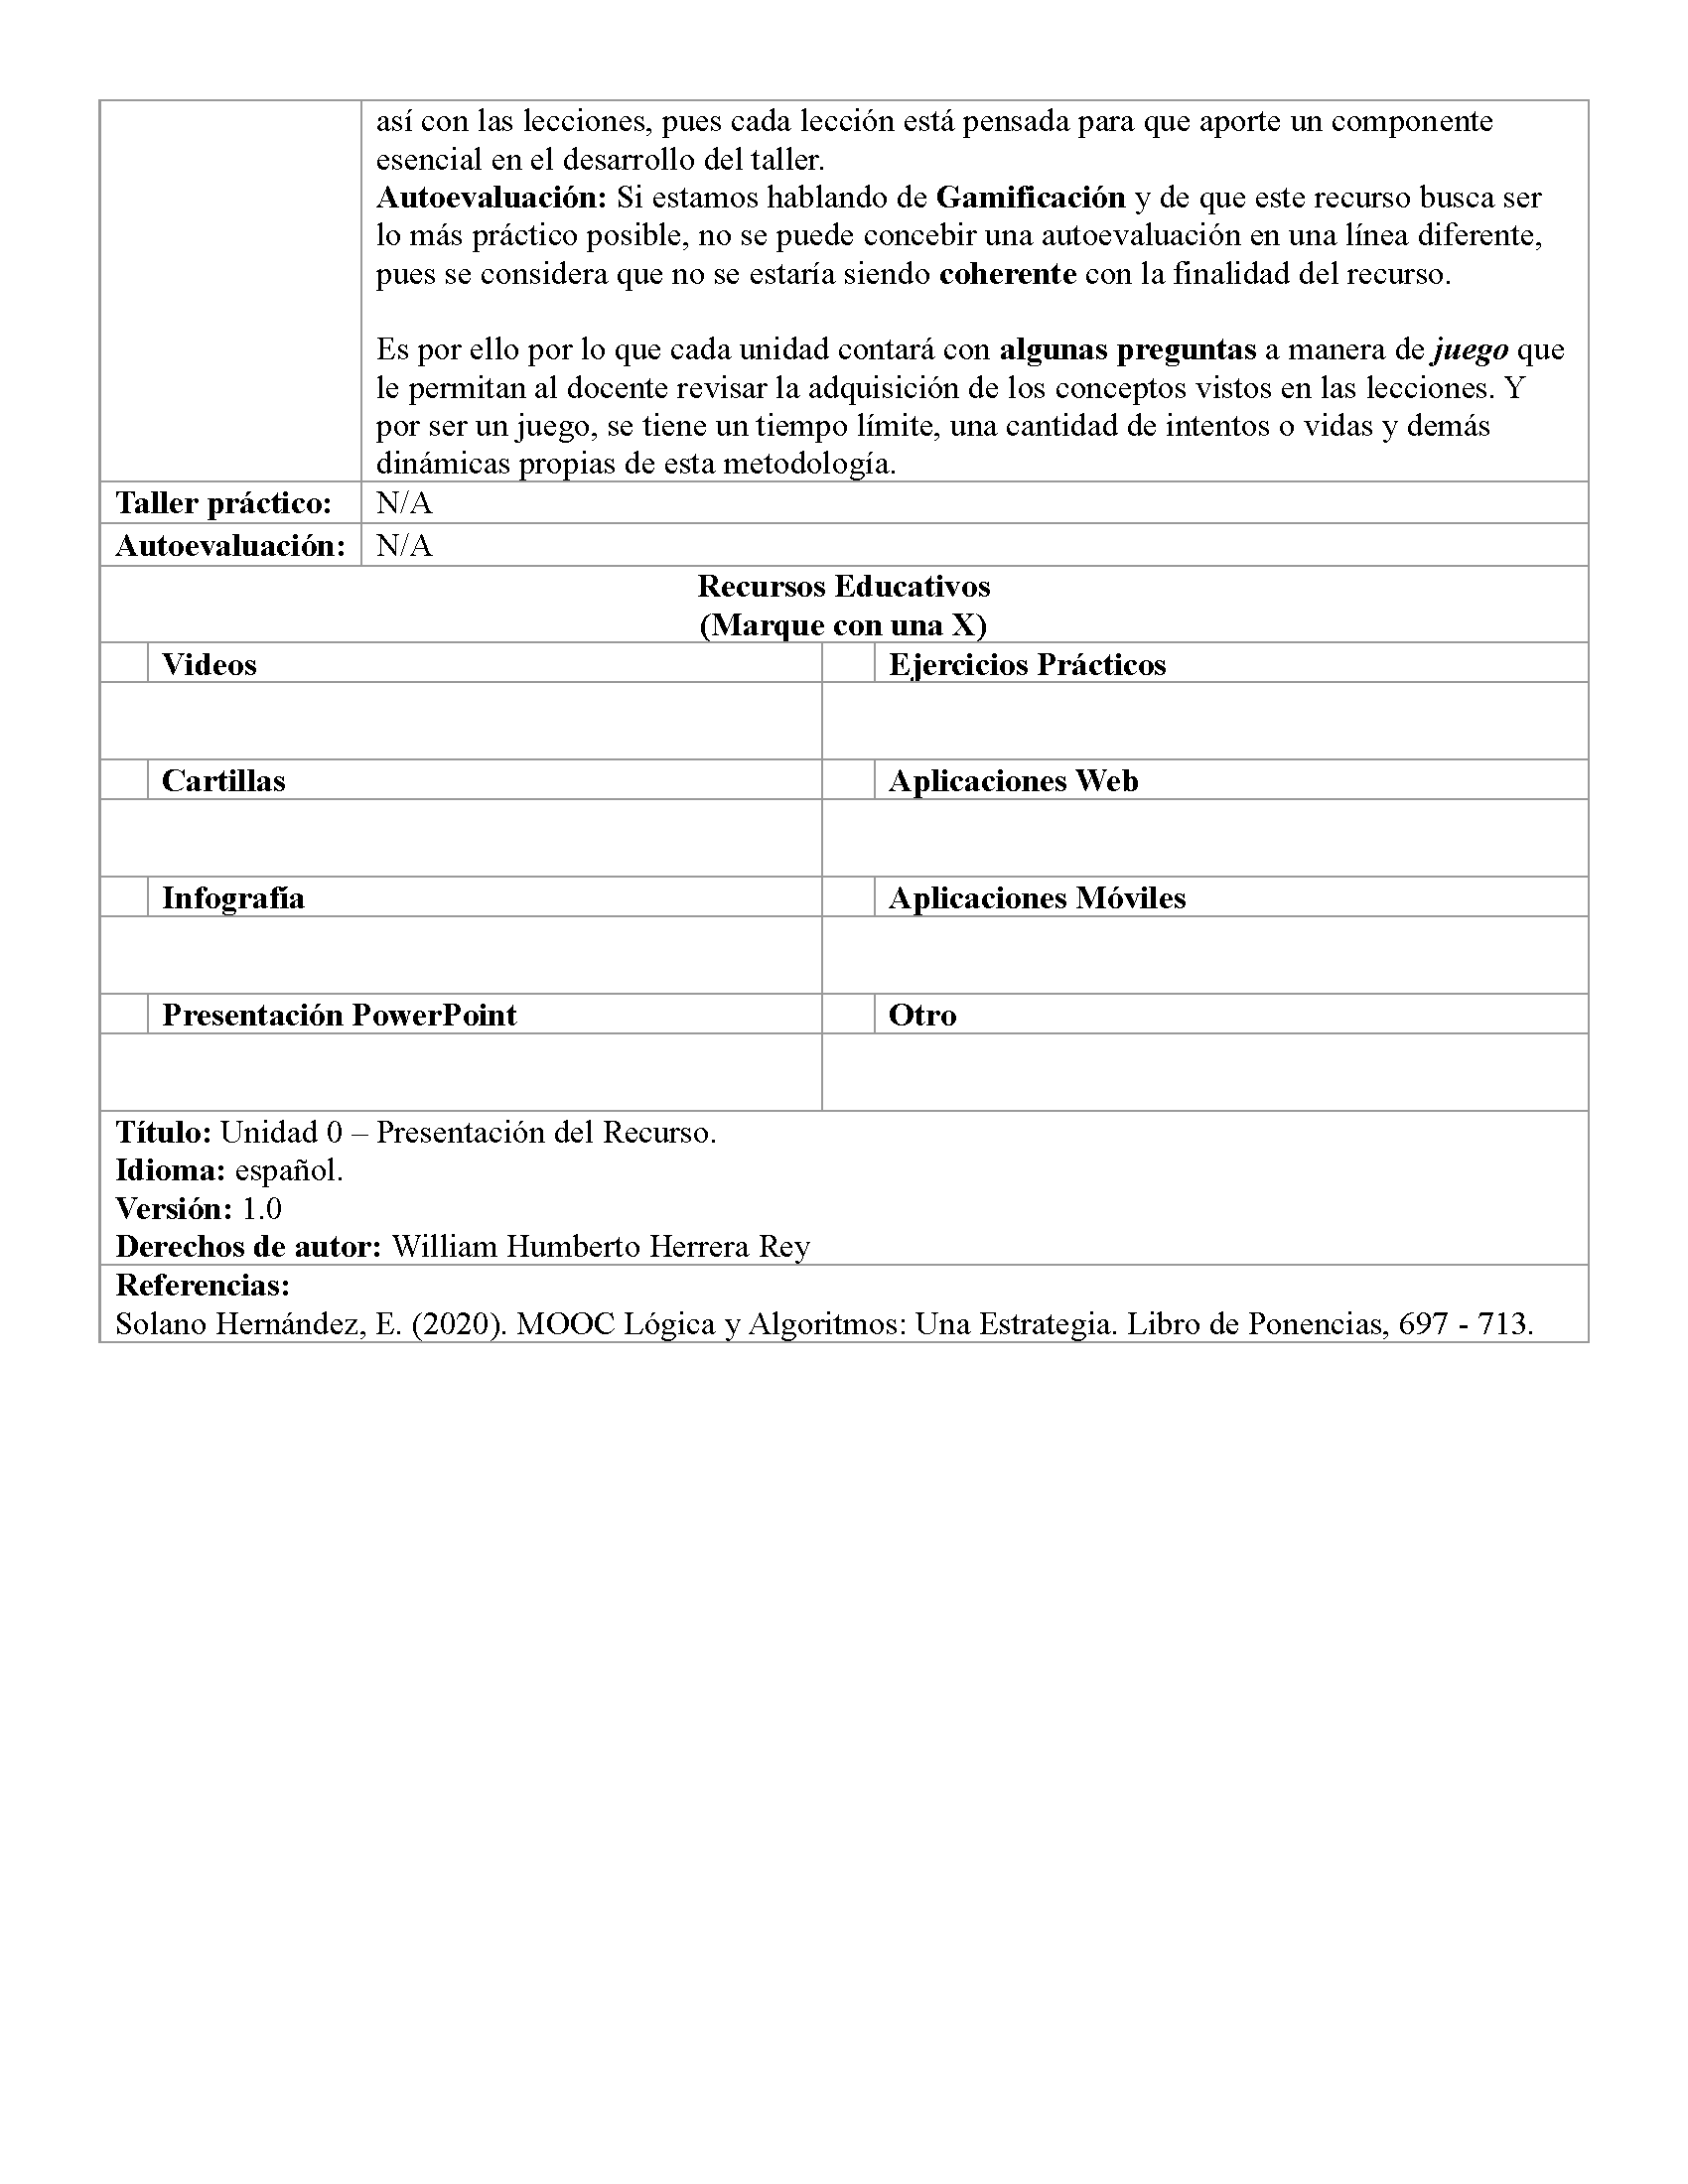 así con las lecciones, pues cada lección está pensada para que aporte un componente
esencial en el desarrollo del taller.
Autoevaluación: Si estamos hablando de Gamificación y de que este recurso busca ser
lo más práctico posible, no se puede concebir una autoevaluación en una línea diferente,
pues se considera que no se estaría siendo coherente con la finalidad del recurso.
Es por ello por lo que cada unidad contará con algunas preguntas a manera de juego que
le permitan al docente revisar la adquisición de los conceptos vistos en las lecciones. Y
por ser un juego, se tiene un tiempo límite, una cantidad de intentos o vidas y demás
dinámicas propias de esta metodología.
Taller práctico: N/A
Autoevaluación: N/A
Recursos Educativos
(Marque con una X)
Videos Ejercicios Prácticos
Cartillas Aplicaciones Web
Infografía Aplicaciones Móviles
Presentación PowerPoint Otro
Título: Unidad 0 – Presentación del Recurso.
Idioma: español.
Versión: 1.0
Derechos de autor: William Humberto Herrera Rey
Referencias:
Solano Hernández, E. (2020). MOOC Lógica y Algoritmos: Una Estrategia. Libro de Ponencias, 697 - 713.